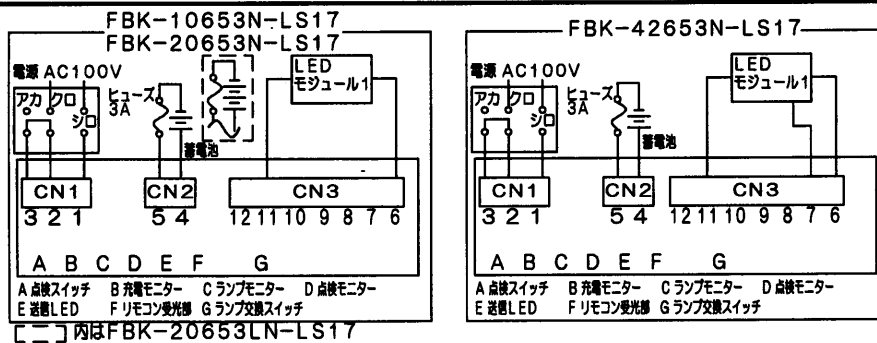 FBK-10653N-LS17
FBK-20653N-LS17
電源 AC100V
アカ クロ
シロ
ヒューズ
3A
蓄電池
LED
モジュール1
CN1
CN2
CN3
3 2 1
5 4
12 11 10 9 8 7 6
A B C D E F G
A 点検スイッチ B 充電モニター C ランプモニター D 点検モニター
E 送信LED F リモコン受光部 G ランプ交換スイッチ
内はFBK-20653LN-LS17
FBK-42653N-LS17
電源 AC100V
アカ クロ
シロ
ヒューズ
3A
蓄電池
LED
モジュール1
CN1
CN2
CN3
3 2 1
5 4
12 11 10 9 8 7 6
A B C D E F G
A 点検スイッチ B 充電モニター C ランプモニター D 点検モニター
E 送信LED F リモコン受光部 G ランプ交換スイッチ